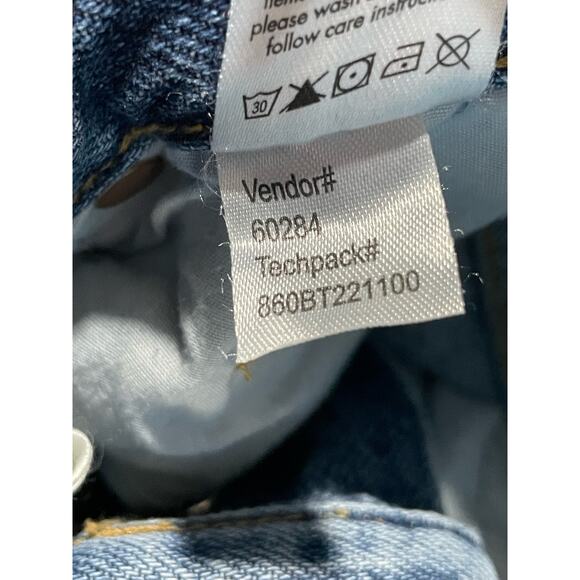 please wash
follow care instruc
30
Vendor#
60284
Techpack#
860BT221100